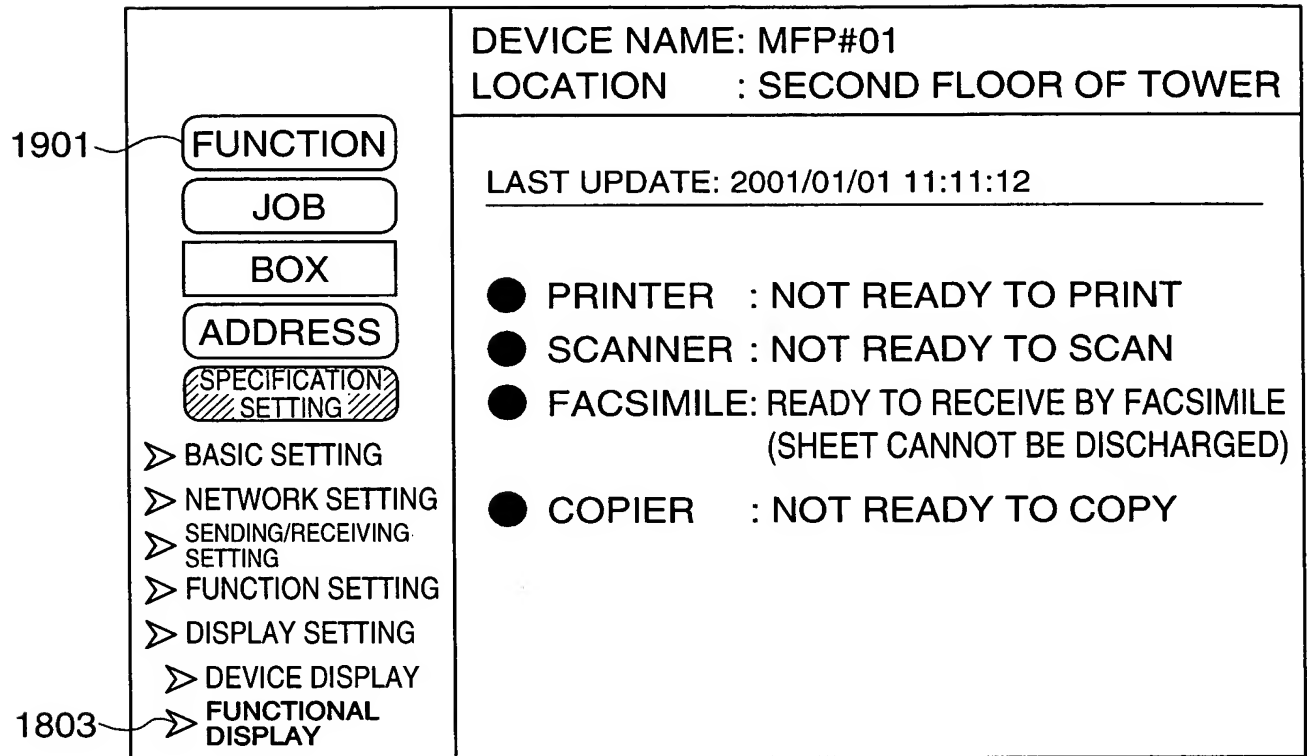 DEVICE NAME: MFP#01
LOCATION : SECOND FLOOR OF TOWER
1901
FUNCTION
JOB
BOX
ADDRESS
SPECIFICATION
SETTING
BASIC SETTING
NETWORK SETTING
SENDING/RECEIVING
SETTING
FUNCTION SETTING
DISPLAY SETTING
DEVICE DISPLAY
1803
FUNCTIONAL
DISPLAY
LAST UPDATE: 2001/01/01 11:11:12
PRINTER : NOT READY TO PRINT
SCANNER : NOT READY TO SCAN
FACSIMILE: READY TO RECEIVE BY FACSIMILE
(SHEET CANNOT BE DISCHARGED)
COPIER : NOT READY TO COPY